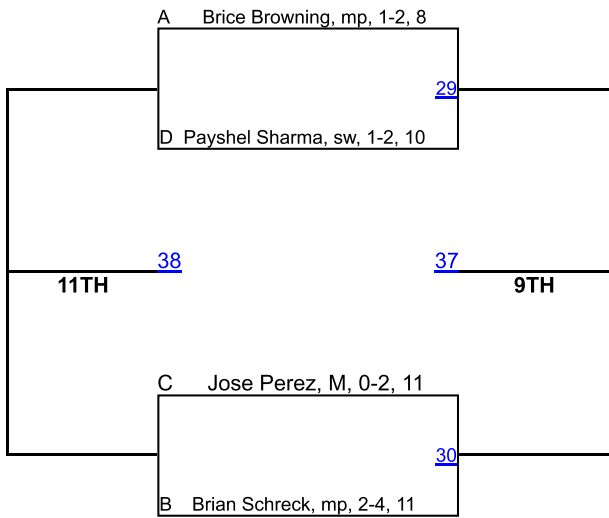 A Brice Browning, mp, 1-2, 8
29
D Payshel Sharma, sw, 1-2, 10
38 37
11TH 9TH
C Jose Perez, M, 0-2, 11
30
B Brian Schreck, mp, 2-4, 11